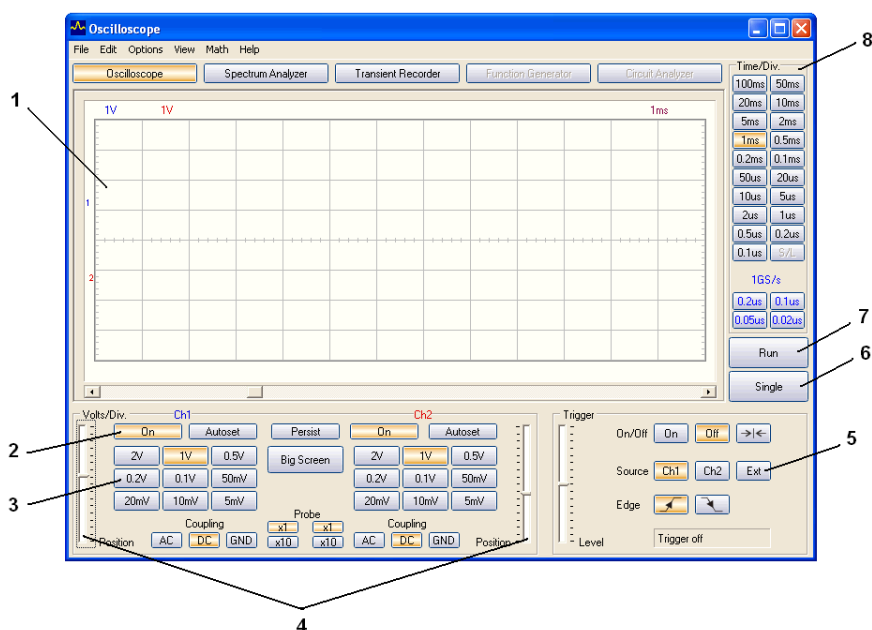 Oscilloscope
File Edit Options View Math Help
8
Oscilloscope Spectrum Analyzer Transient Recorder Function Generator Circuit Analyzer
Time/Div.
1
1V 1V 1ms
100ms 50ms
20ms 10ms
5ms 2ms
1ms 0.5ms
0.2ms 0.1ms
50us 20us
10us 5us
2us 1us
0.5us 0.2us
0.1us S/L
1
2
1GS/s
0.2us 0.1us
0.05us 0.02us
7
Run
6
Single
Volts/Div. Ch1 Ch2 Trigger
2
On Autoset Persist On Autoset
On/Off On Off
2V 1V 0.5V Big Screen 2V 1V 0.5V
5
3
0.2V 0.1V 50mV 0.2V 0.1V 50mV
Source Ch1 Ch2 Ext
20mV 10mV 5mV 20mV 10mV 5mV
Edge
Probe
Coupling x1 x1 Coupling
Position AC DC GND x10 x10 AC DC GND Position
Level Trigger off
4